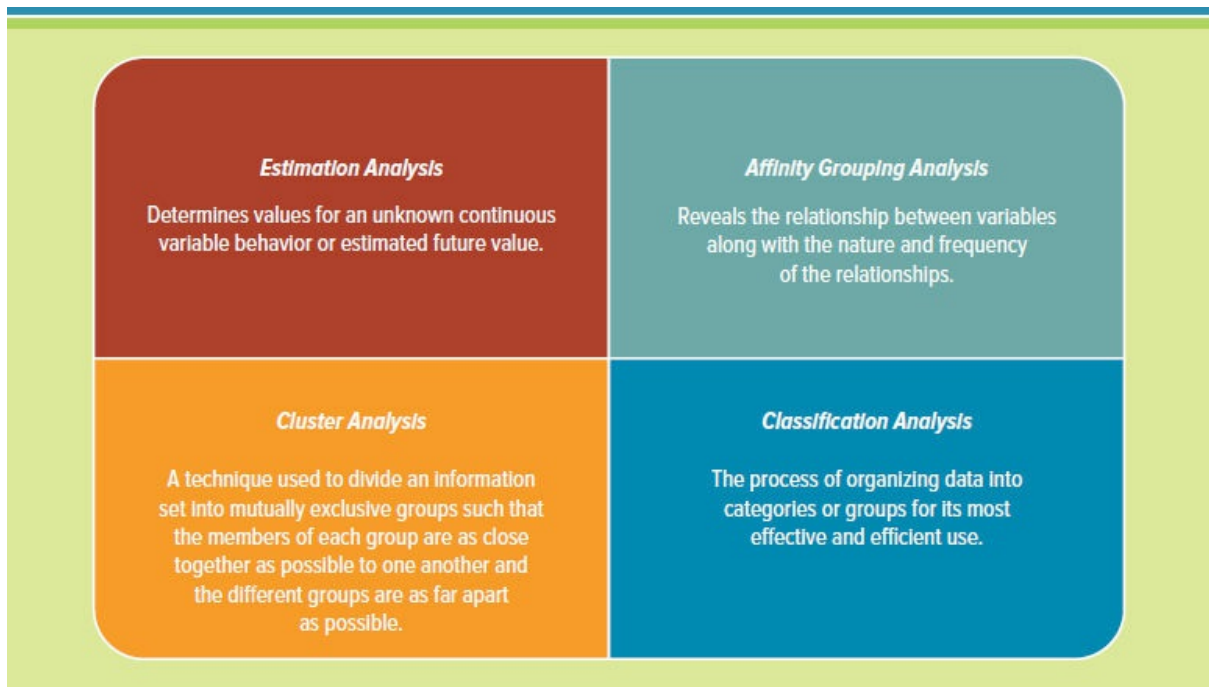 Estimation Analysis
Determines values for an unknown continuous
variable behavior or estimated future value.
Affinity Grouping Analysis
Reveals the relationship between variables
along with the nature and frequency
of the relationships.
Cluster Analysis
A technique used to divide an information
set into mutually exclusive groups such that
the members of each group are as close
together as possible to one another and
the different groups are as far apart
as possible.
Classification Analysis
The process of organizing data into
categories or groups for its most
effective and efficient use.